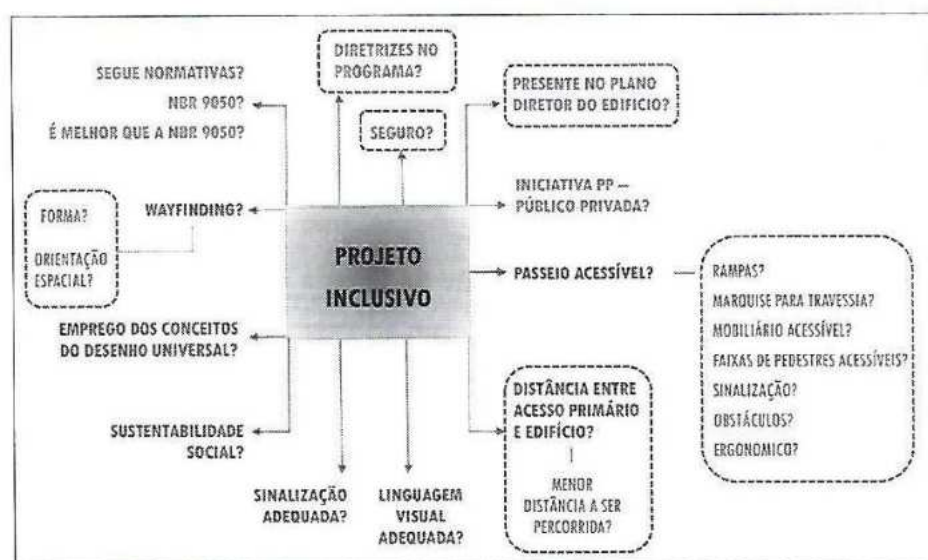 DIRETRIZES NO
PROGRAMA?
SEGUE NORMATIVAS?
NBR 9050?
É MELHOR QUE A NBR 9050?
SEGURO?
PRESENTE NO PLANO
DIRETOR DO EDIFICIO?
INICIATIVA PP –
PÚBLICO PRIVADA?
WAYFINDING?
FORMA?
ORIENTAÇÃO
ESPACIAL?
PROJETO
INCLUSIVO
PASSEIO ACESSÍVEL?
RAMPAS?
MARQUISE PARA TRAVESSIA?
MOBILIÁRIO ACESSÍVEL?
FAIXAS DE PEDESTRES ACESSÍVEIS?
SINALIZAÇÃO?
OBSTÁCULOS?
ERGONOMICO?
EMPREGO DOS CONCEITOS
DO DESENHO UNIVERSAL?
SUSTENTABILIDADE
SOCIAL?
SINALIZAÇÃO
ADEQUADA?
LINGUAGEM
VISUAL
ADEQUADA?
DISTÂNCIA ENTRE
ACESSO PRIMÁRIO
E EDIFÍCIO?
MENOR
DISTÂNCIA A SER
PERCORRIDA?